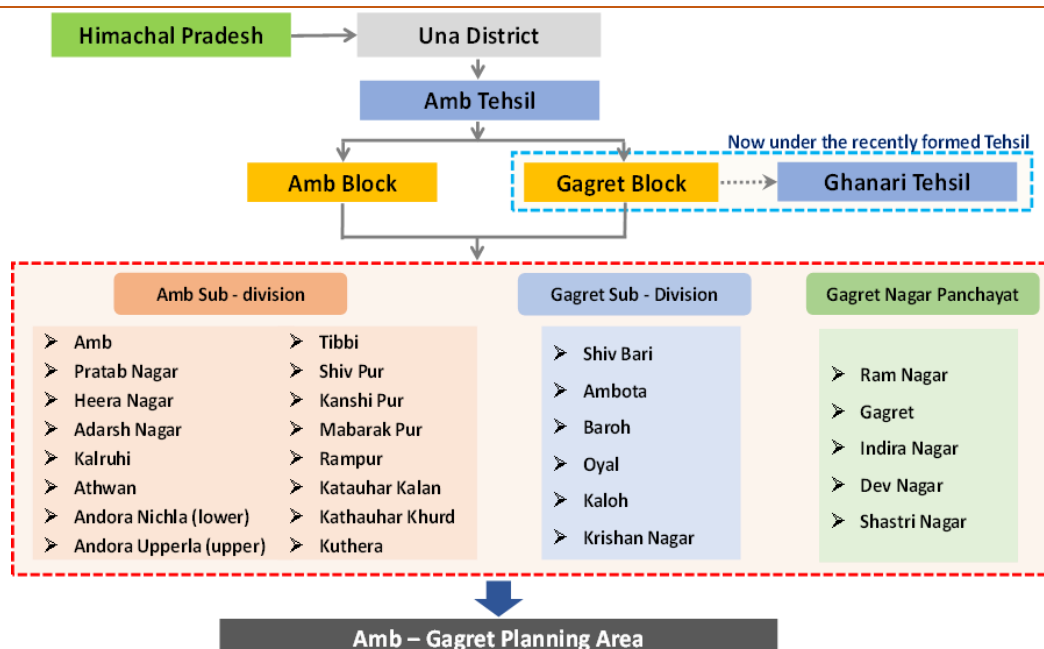 Himachal Pradesh
Una District
Amb Tehsil
Now under the recently formed Tehsil
Amb Block
Gagret Block
Ghanari Tehsil
Amb Sub - division
Gagret Sub - Division
Gagret Nagar Panchayat
Amb
Pratab Nagar
Heera Nagar
Adarsh Nagar
Kalruhi
Athwan
Andora Nichla (lower)
Andora Upperla (upper)
Tibbi
Shiv Pur
Kanshi Pur
Mabarak Pur
Rampur
Katauhar Kalan
Kathauhar Khurd
Kuthera
Shiv Bari
Ambota
Baroh
Oyal
Kaloh
Krishan Nagar
Ram Nagar
Gagret
Indira Nagar
Dev Nagar
Shastri Nagar
Amb – Gagret Planning Area